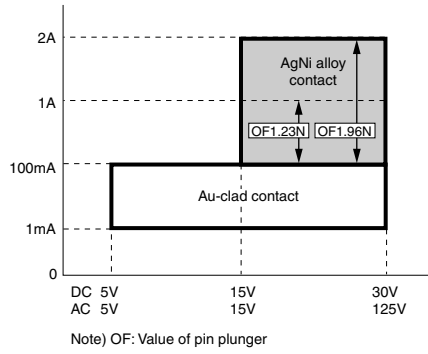 2A
AgNi alloy
contact
1A
OF1.23N OF1.96N
100mA
Au-clad contact
1mA
0
DC 5V 15V 30V
AC 5V 15V 125V
Note) OF: Value of pin plunger